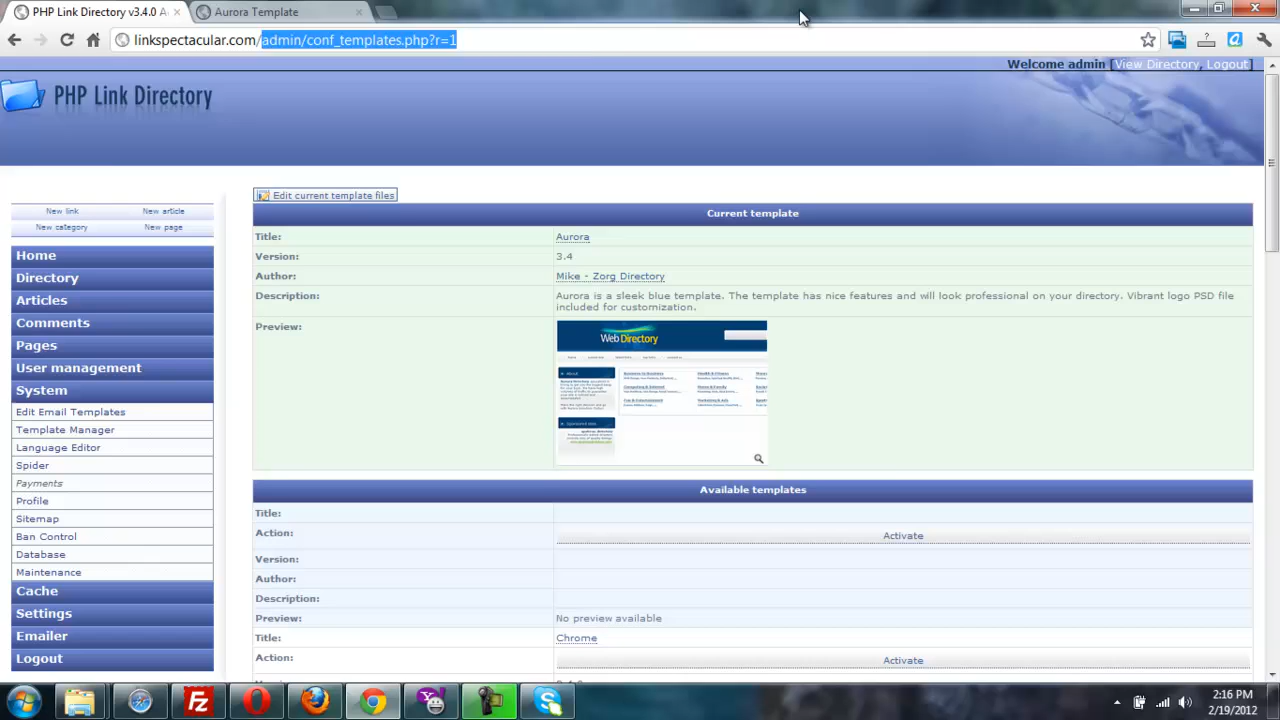 PHP Link Directory v3.4.0 A
Aurora Template
linkspectacular.com/admin/conf_templates.php?r=1
Welcome admin [View Directory, Logout]
PHP Link Directory
New link
New article
New category
New page
Home
Directory
Articles
Comments
Pages
User management
System
Edit Email Templates
Template Manager
Language Editor
Spider
Payments
Profile
Sitemap
Ban Control
Database
Maintenance
Cache
Settings
Emailer
Logout
Edit current template files
Current template
Title: Aurora
Version: 3.4
Author: Mike - Zorg Directory
Description: Aurora is a sleek blue template. The template has nice features and will look professional on your directory. Vibrant logo PSD file
included for customization.
Preview:
Web Directory
Available templates
Title:
Action: Activate
Version:
Author:
Description:
Preview: No preview available
Title: Chrome
Action: Activate
2:16 PM
2/19/2012